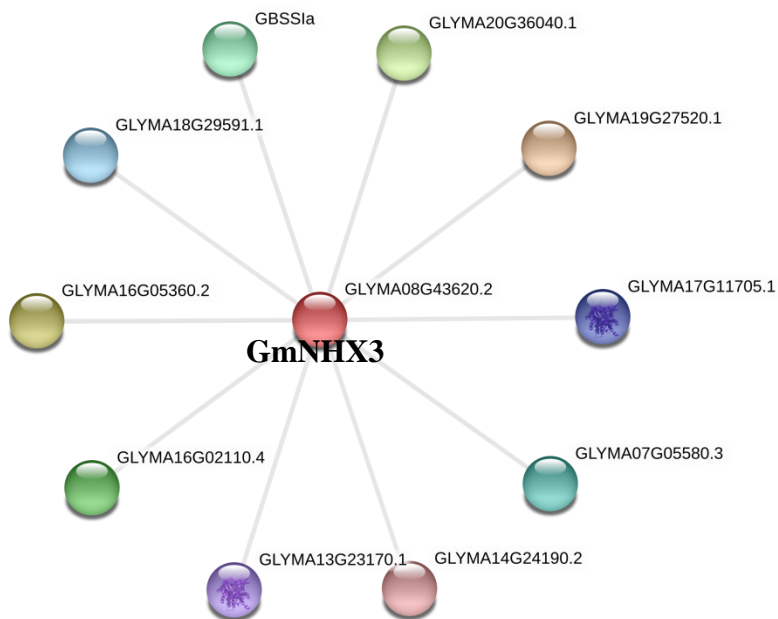 GBSSIa
GLYMA20G36040.1
GLYMA19G27520.1
GLYMA18G29591.1
GLYMA16G05360.2
GLYMA08G43620.2
GLYMA17G11705.1
GmNHX3
GLYMA07G05580.3
GLYMA16G02110.4
GLYMA13G23170.1
GLYMA14G24190.2